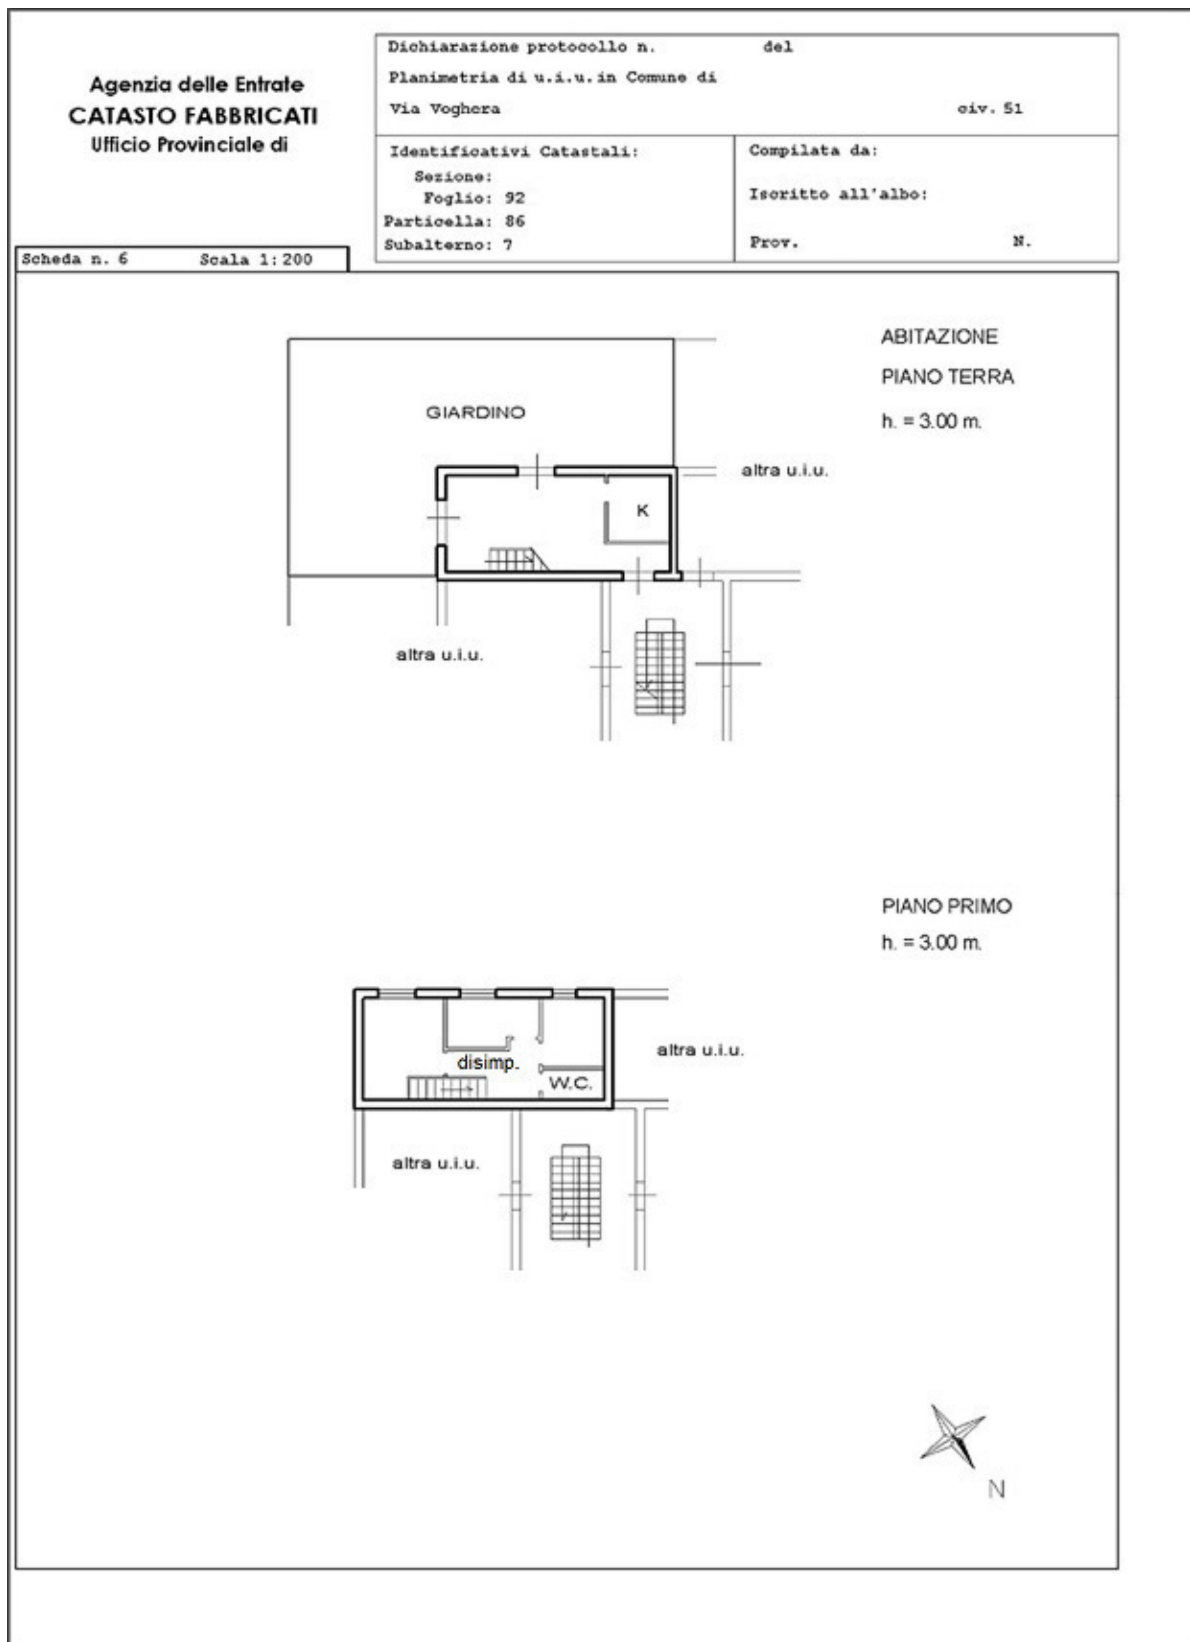 Agenzia delle Entrate
CATASTO FABBRICATI
Ufficio Provinciale di
Dichiarazione protocollo n. del
Planimetria di u.i.u. in Comune di
Via Voghera civ. 51
Identificativi Catastali:
Sezione:
Foglio: 92
Particella: 86
Subalterno: 7
Compilata da:
Iscritto all'albo:
Prov. N.
Scheda n. 6 Scala 1:200
ABITAZIONE
PIANO TERRA
h. = 3.00 m.
GIARDINO
altra u.i.u.
K
altra u.i.u.
PIANO PRIMO
h. = 3.00 m.
altra u.i.u.
disimp.
W.C.
altra u.i.u.
N